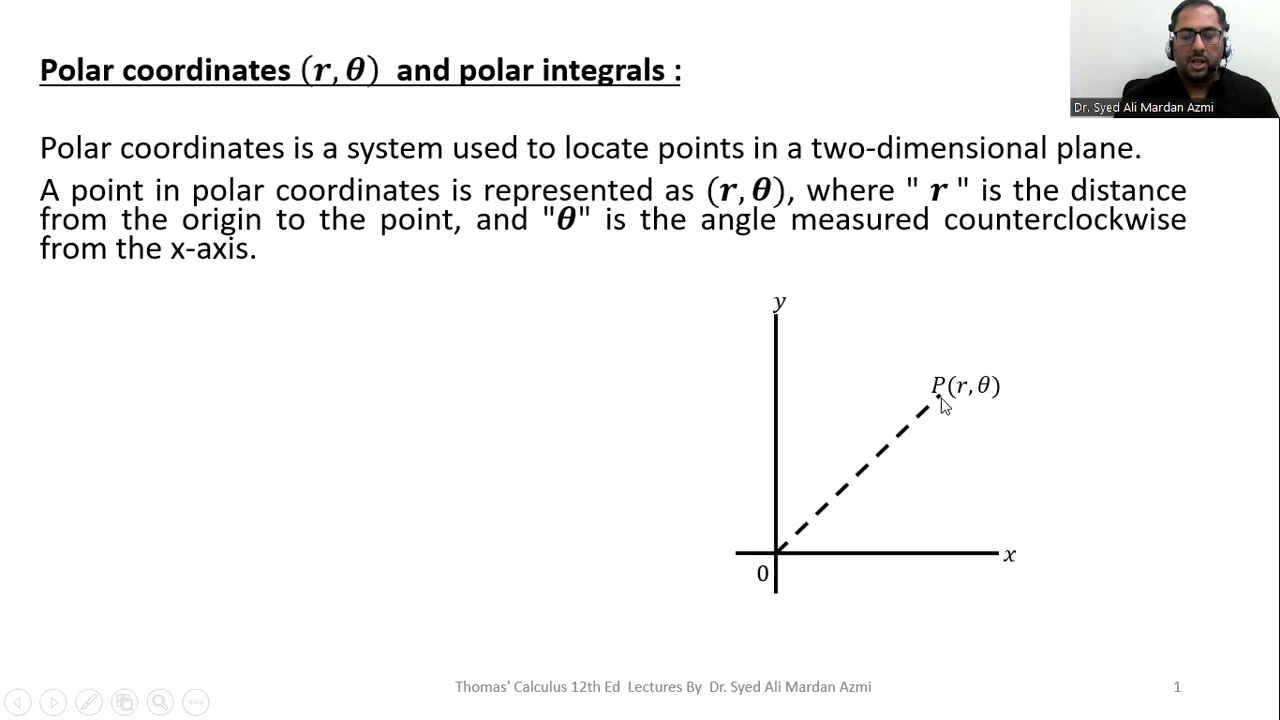 Polar coordinates (r, θ) and polar integrals :
Dr. Syed Ali Mardan Azmi
Polar coordinates is a system used to locate points in a two-dimensional plane.
A point in polar coordinates is represented as (r, θ), where " r " is the distance
from the origin to the point, and "θ" is the angle measured counterclockwise
from the x-axis.
y
P(r, θ)
x
0
Thomas' Calculus 12th Ed Lectures By Dr. Syed Ali Mardan Azmi
1